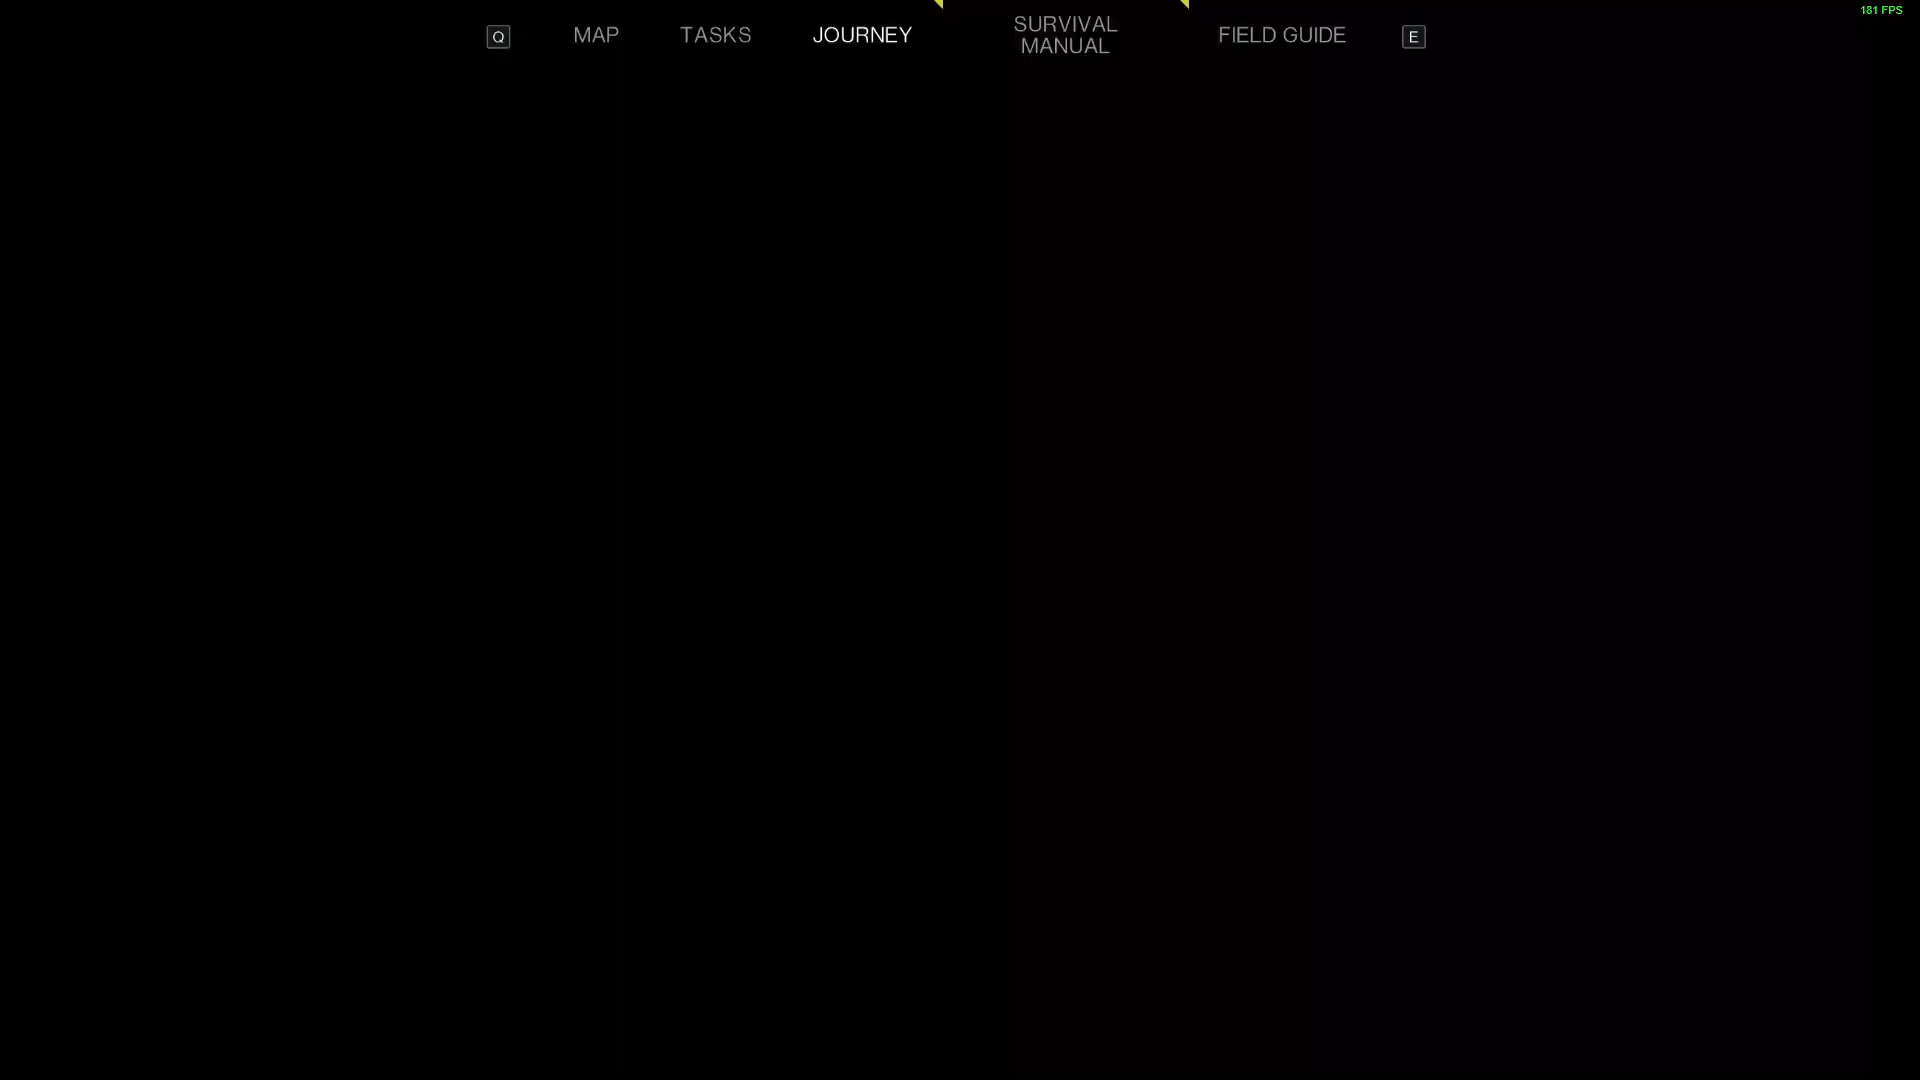 181 FPS
Q
MAP
TASKS
JOURNEY
SURVIVAL
MANUAL
FIELD GUIDE
E